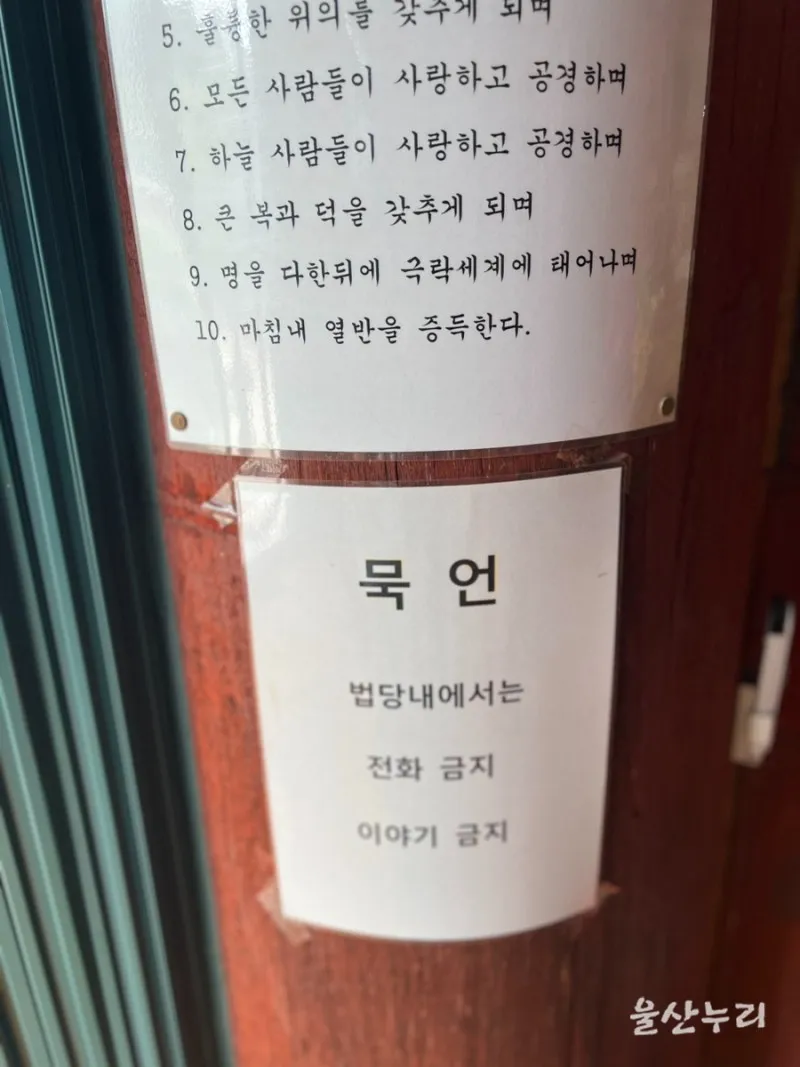 5. 훌륭한 위의를 갖추게 되며
6. 모든 사람들이 사랑하고 공경하며
7. 하늘 사람들이 사랑하고 공경하며
8. 큰 복과 덕을 갖추게 되며
9. 명을 다한뒤에 극락세계에 태어나며
10. 마침내 열반을 증득한다.
묵 언
법당내에서는
전화 금지
이야기 금지
울산누리